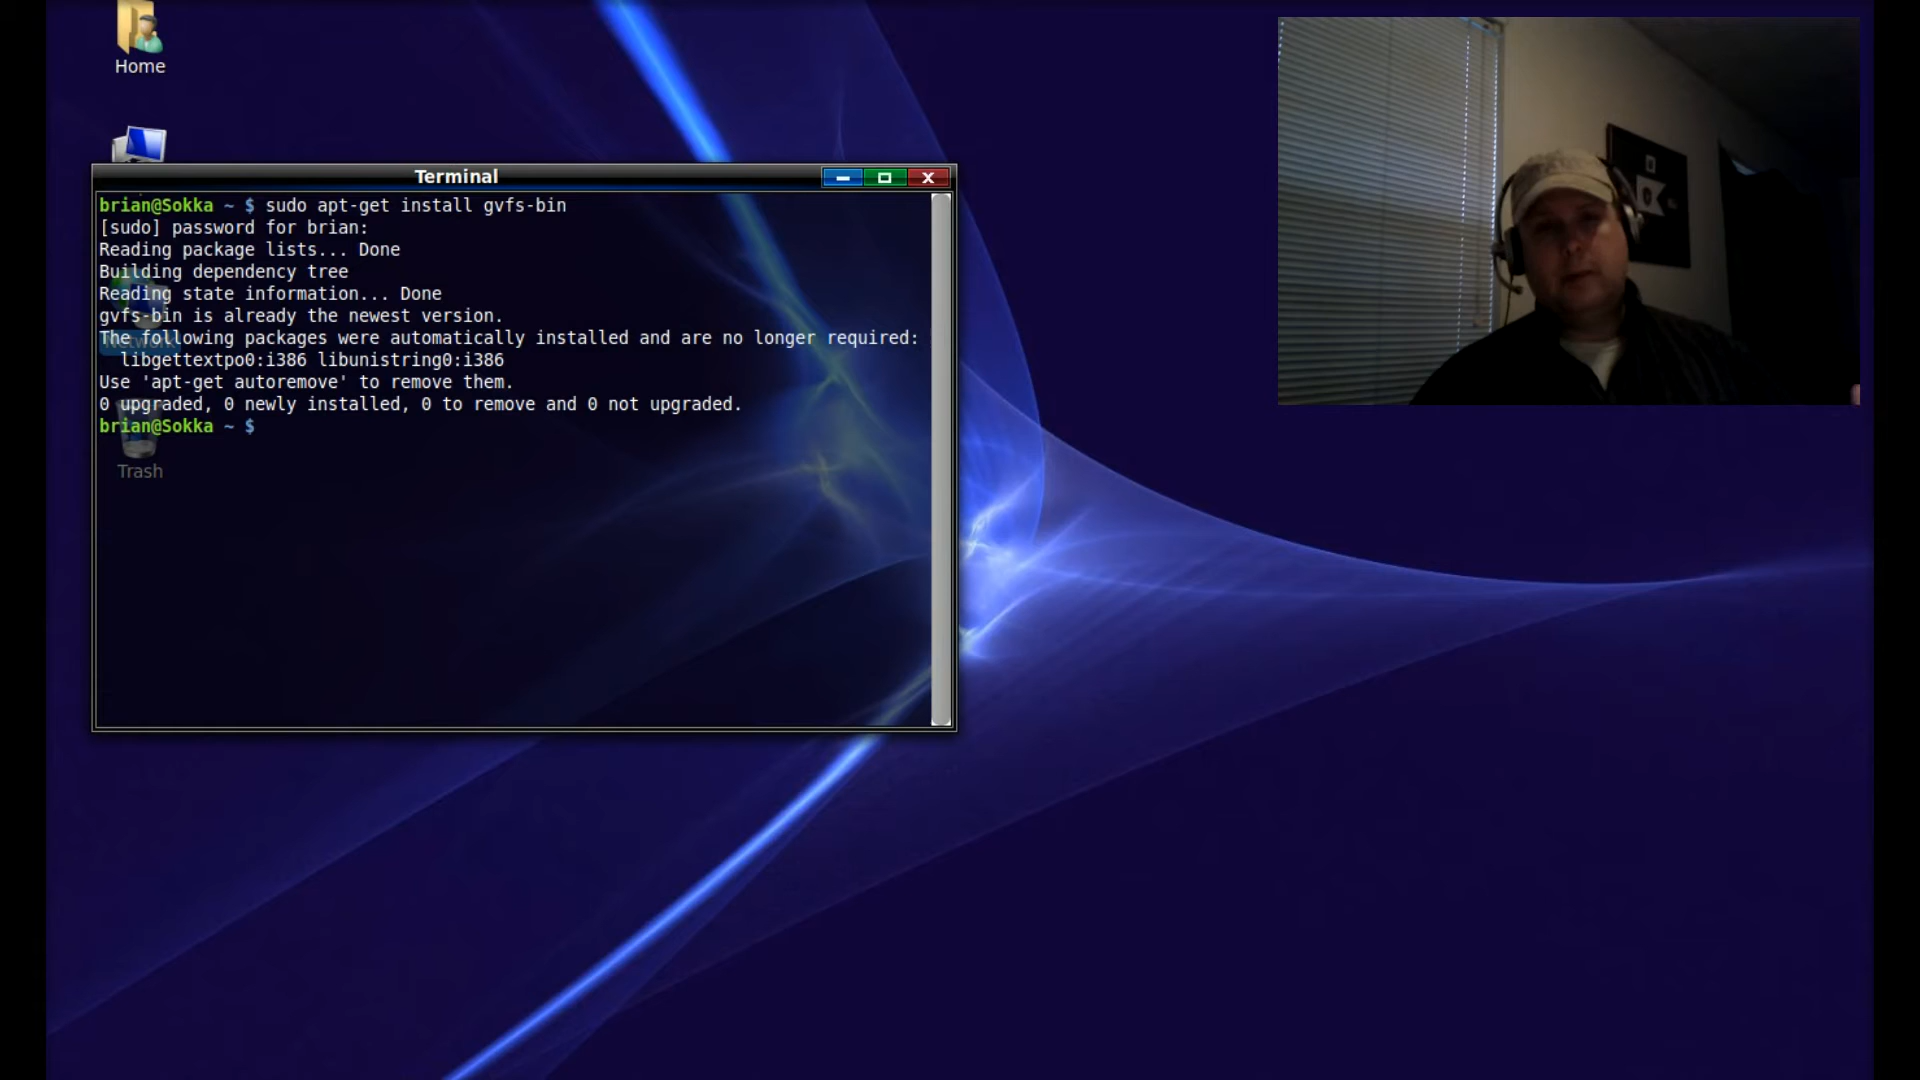 Home
Terminal
brian@Sokka ~ $ sudo apt-get install gvfs-bin
[sudo] password for brian:
Reading package lists... Done
Building dependency tree
Reading state information... Done
gvfs-bin is already the newest version.
The following packages were automatically installed and are no longer required:
  libgettextpo0:i386 libunistring0:i386
Use 'apt-get autoremove' to remove them.
0 upgraded, 0 newly installed, 0 to remove and 0 not upgraded.
brian@Sokka ~ $
Network
Trash